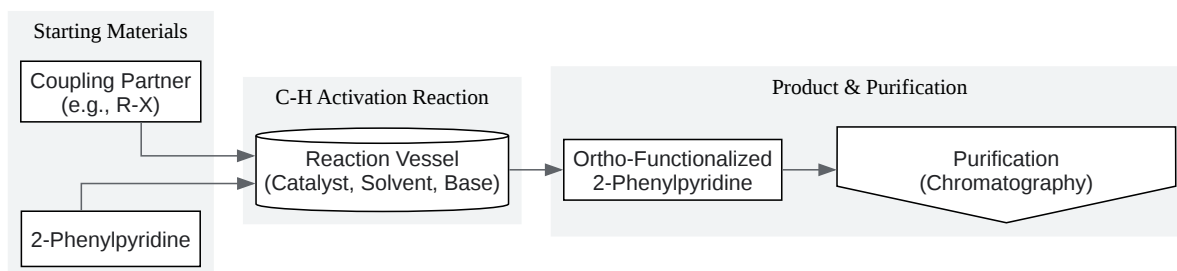 Starting Materials
Coupling Partner
(e.g., R-X)
2-Phenylpyridine
C-H Activation Reaction
Reaction Vessel
(Catalyst, Solvent, Base)
Product & Purification
Ortho-Functionalized
2-Phenylpyridine
Purification
(Chromatography)